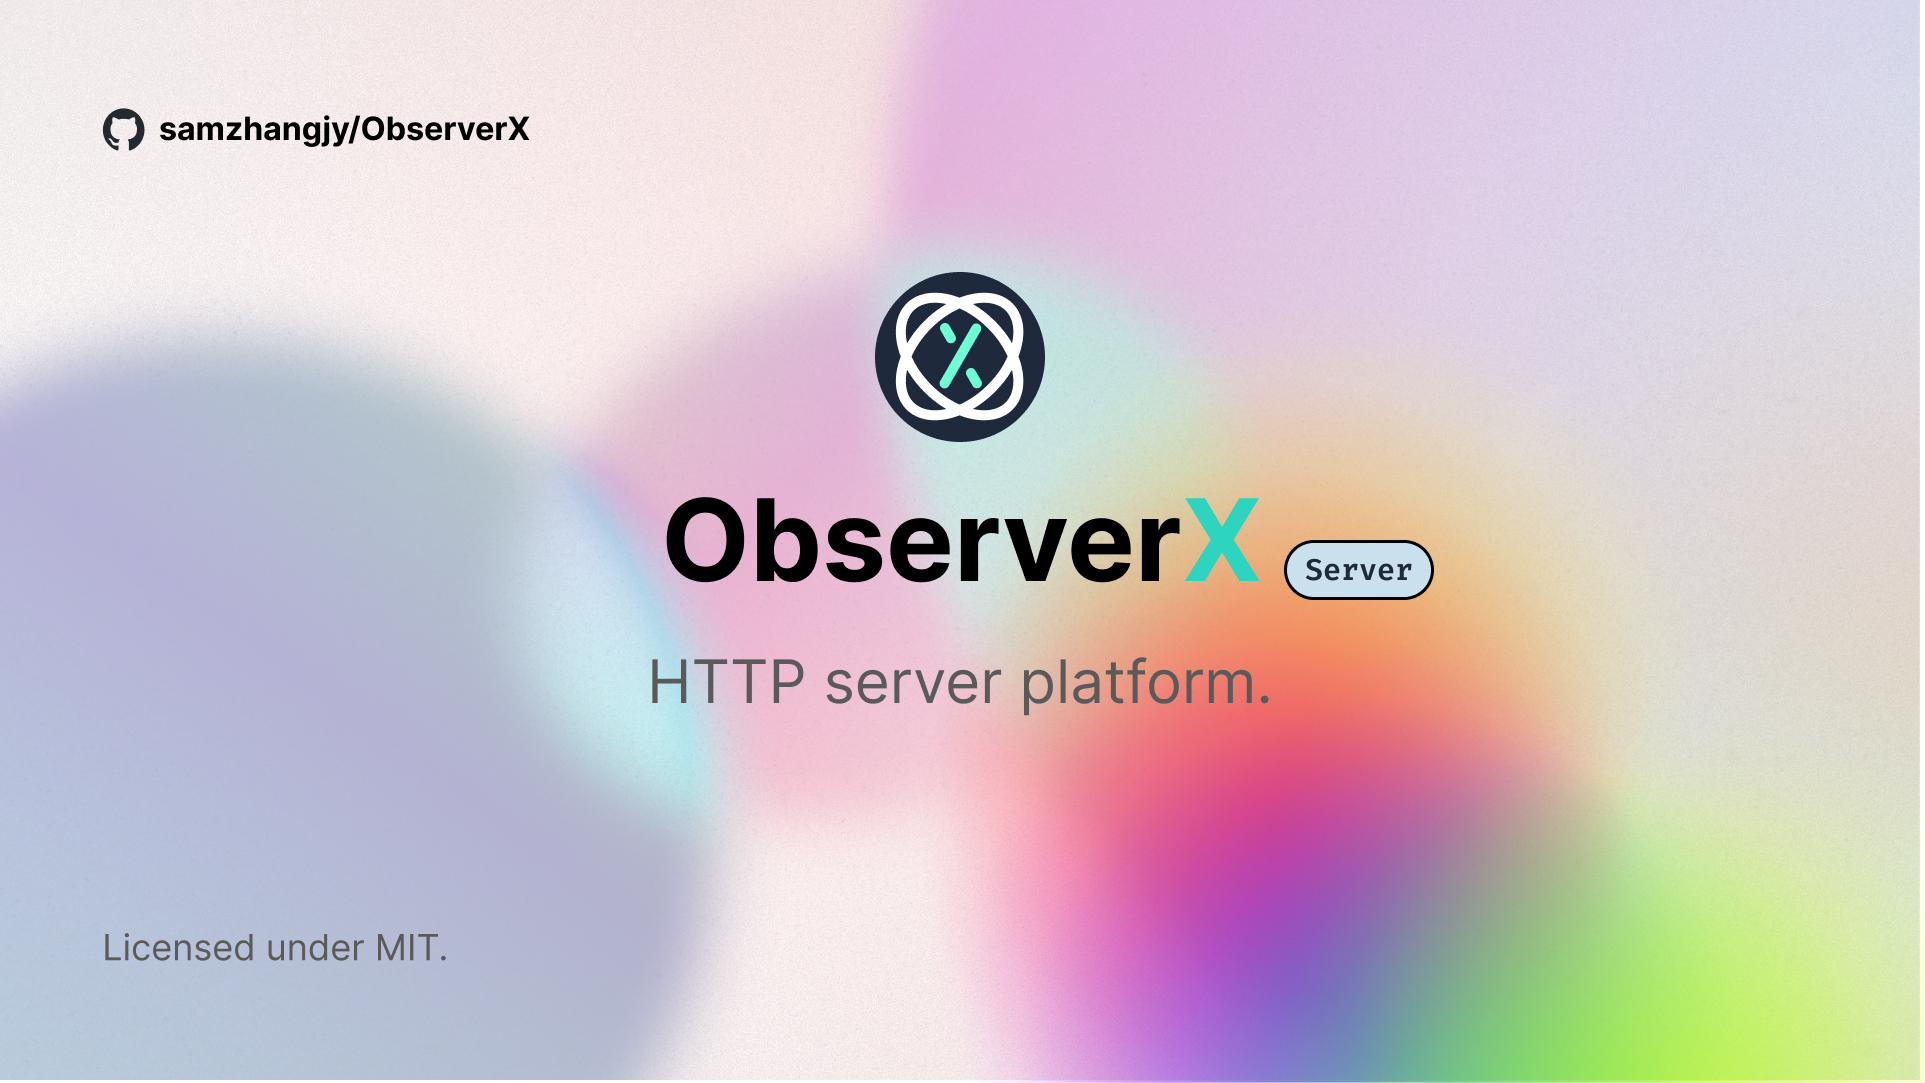 samzhangjy/ObserverX
ObserverX
Server
HTTP server platform.
Licensed under MIT.